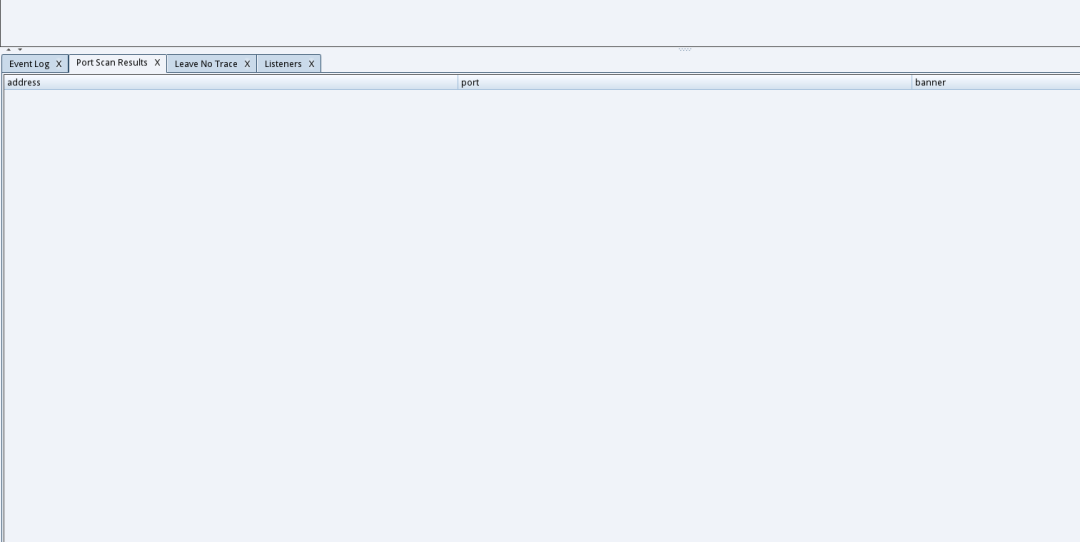 Event Log X Port Scan Results X Leave No Trace X Listeners X
address port banner